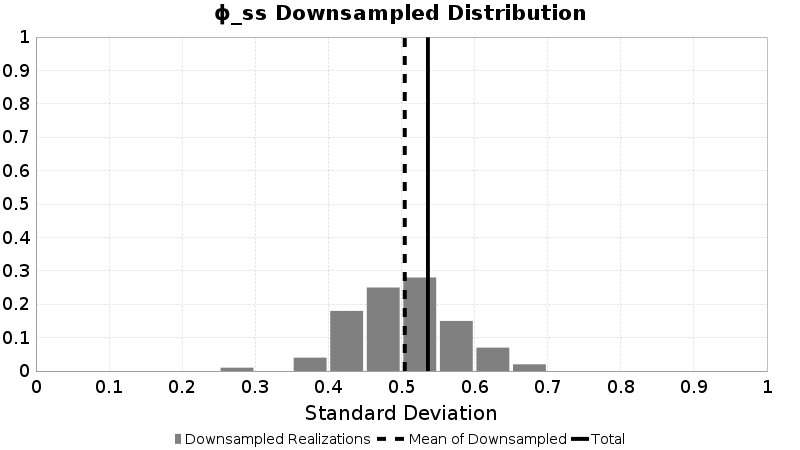 ϕ_ss Downsampled Distribution
1
0.9
0.8
0.7
0.6
0.5
0.4
0.3
0.2
0.1
0
0 0.1 0.2 0.3 0.4 0.5 0.6 0.7 0.8 0.9 1
Standard Deviation
Downsampled Realizations Mean of Downsampled Total